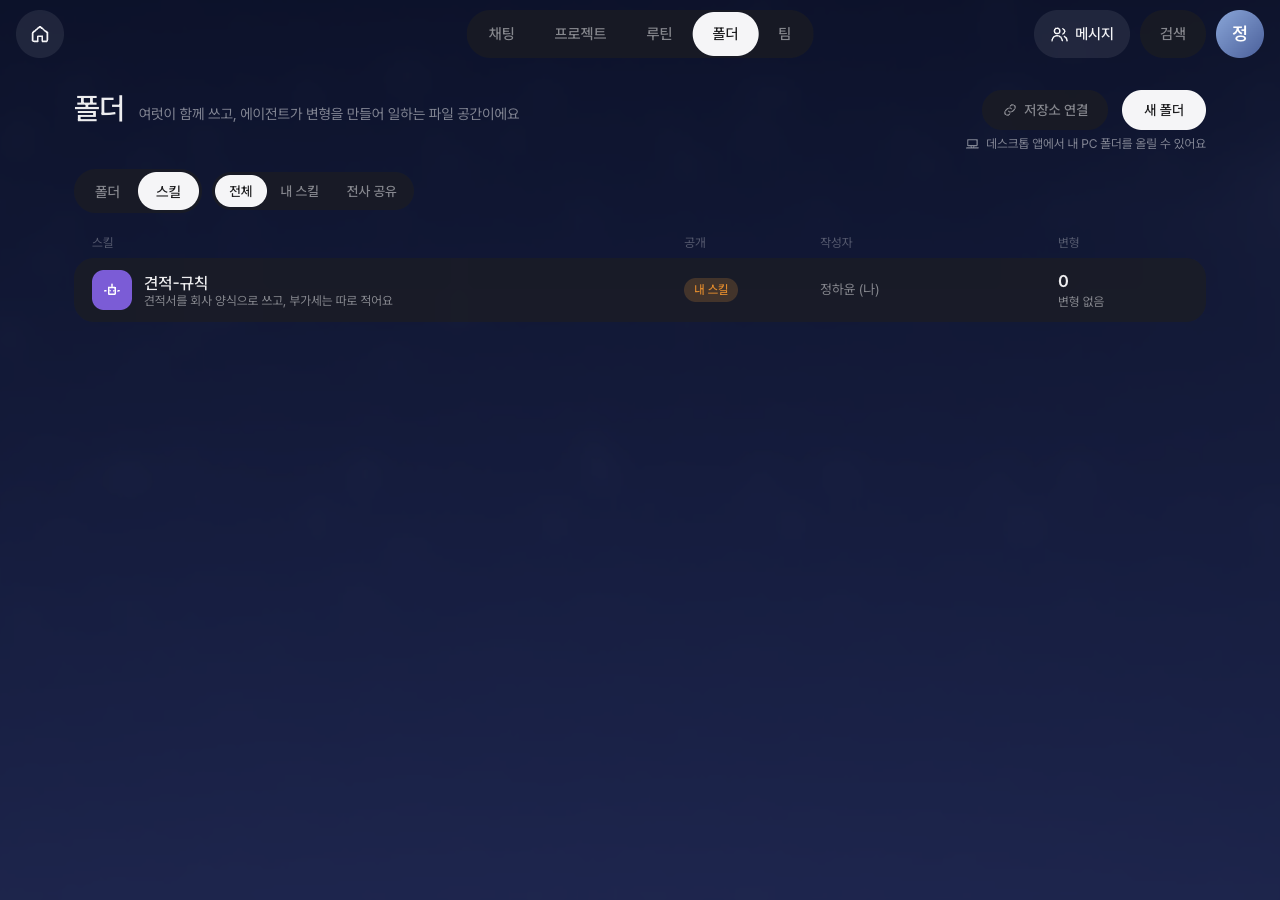 채팅
프로젝트
루틴
폴더
팀
메시지
검색
정
폴더
여럿이 함께 쓰고, 에이전트가 변형을 만들어 일하는 파일 공간이에요
저장소 연결
새 폴더
데스크톱 앱에서 내 PC 폴더를 올릴 수 있어요
폴더
스킬
전체
내 스킬
전사 공유
스킬
공개
작성자
변형
견적-규칙
견적서를 회사 양식으로 쓰고, 부가세는 따로 적어요
내 스킬
정하윤 (나)
0
변형 없음